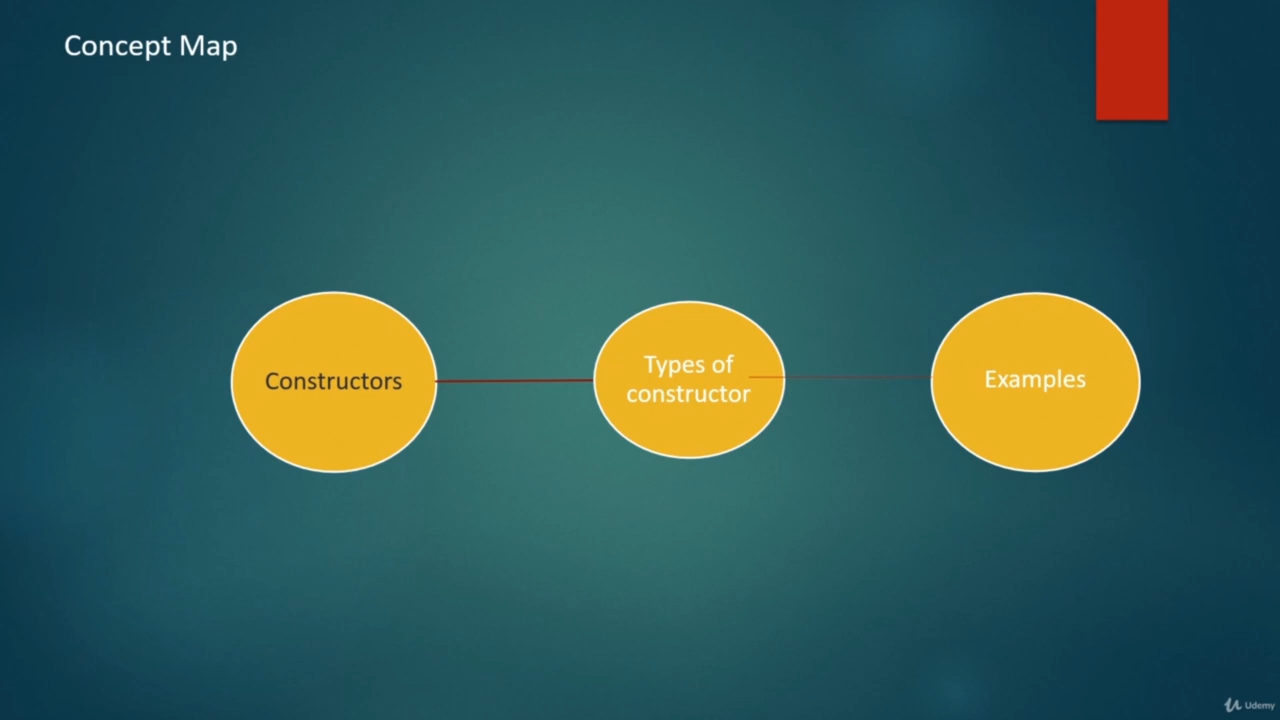 Concept Map
Constructors
Types of
constructor
Examples
Udemy